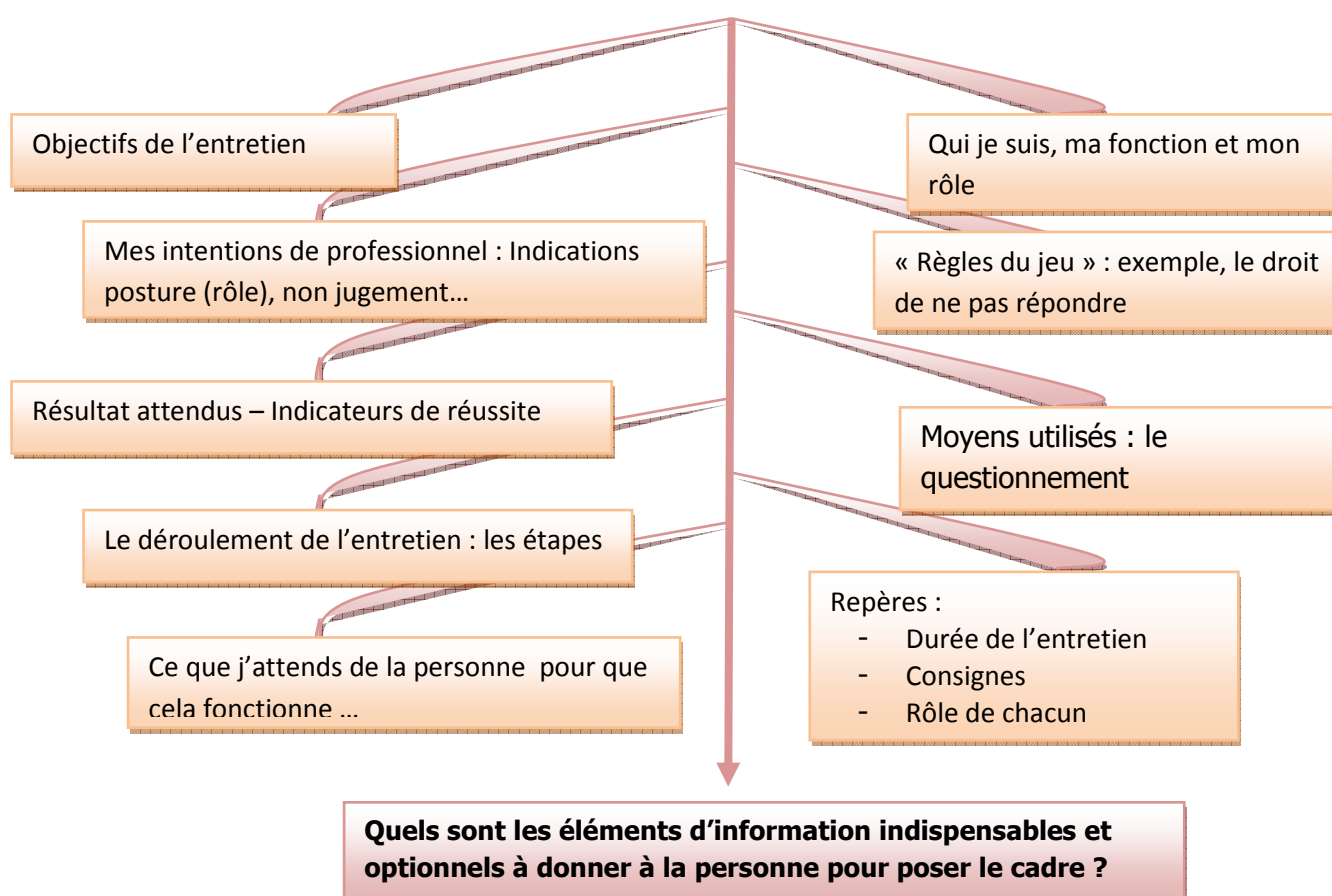 Objectifs de l’entretien
Qui je suis, ma fonction et mon
rôle
Mes intentions de professionnel : Indications
posture (rôle), non jugement…
« Règles du jeu » : exemple, le droit
de ne pas répondre
Résultat attendus – Indicateurs de réussite
Moyens utilisés : le
questionnement
Le déroulement de l’entretien : les étapes
Repères :
- Durée de l’entretien
- Consignes
- Rôle de chacun
Ce que j’attends de la personne pour que
cela fonctionne …
Quels sont les éléments d’information indispensables et
optionnels à donner à la personne pour poser le cadre ?